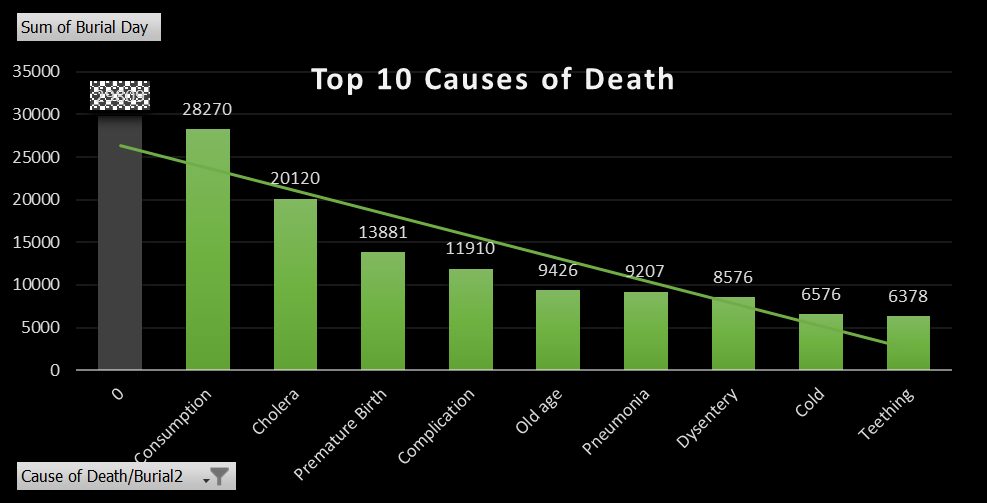 Sum of Burial Day
Top 10 Causes of Death
35000
30000
25000
20000
15000
10000
5000
0
28270
20120
13881
11910
9426
9207
8576
6576
6378
0
Consumption
Cholera
Premature Birth
Complication
Old age
Pneumonia
Dysentery
Cold
Teething
Cause of Death/Burial2